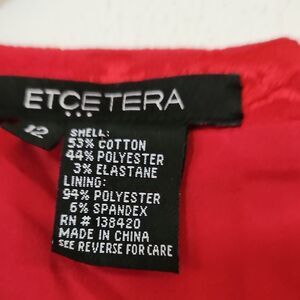 ETCETERA
12
SHELL:
53% COTTON
44% POLYESTER
3% ELASTANE
LINING:
94% POLYESTER
6% SPANDEX
RN # 138420
MADE IN CHINA
SEE REVERSE FOR CARE